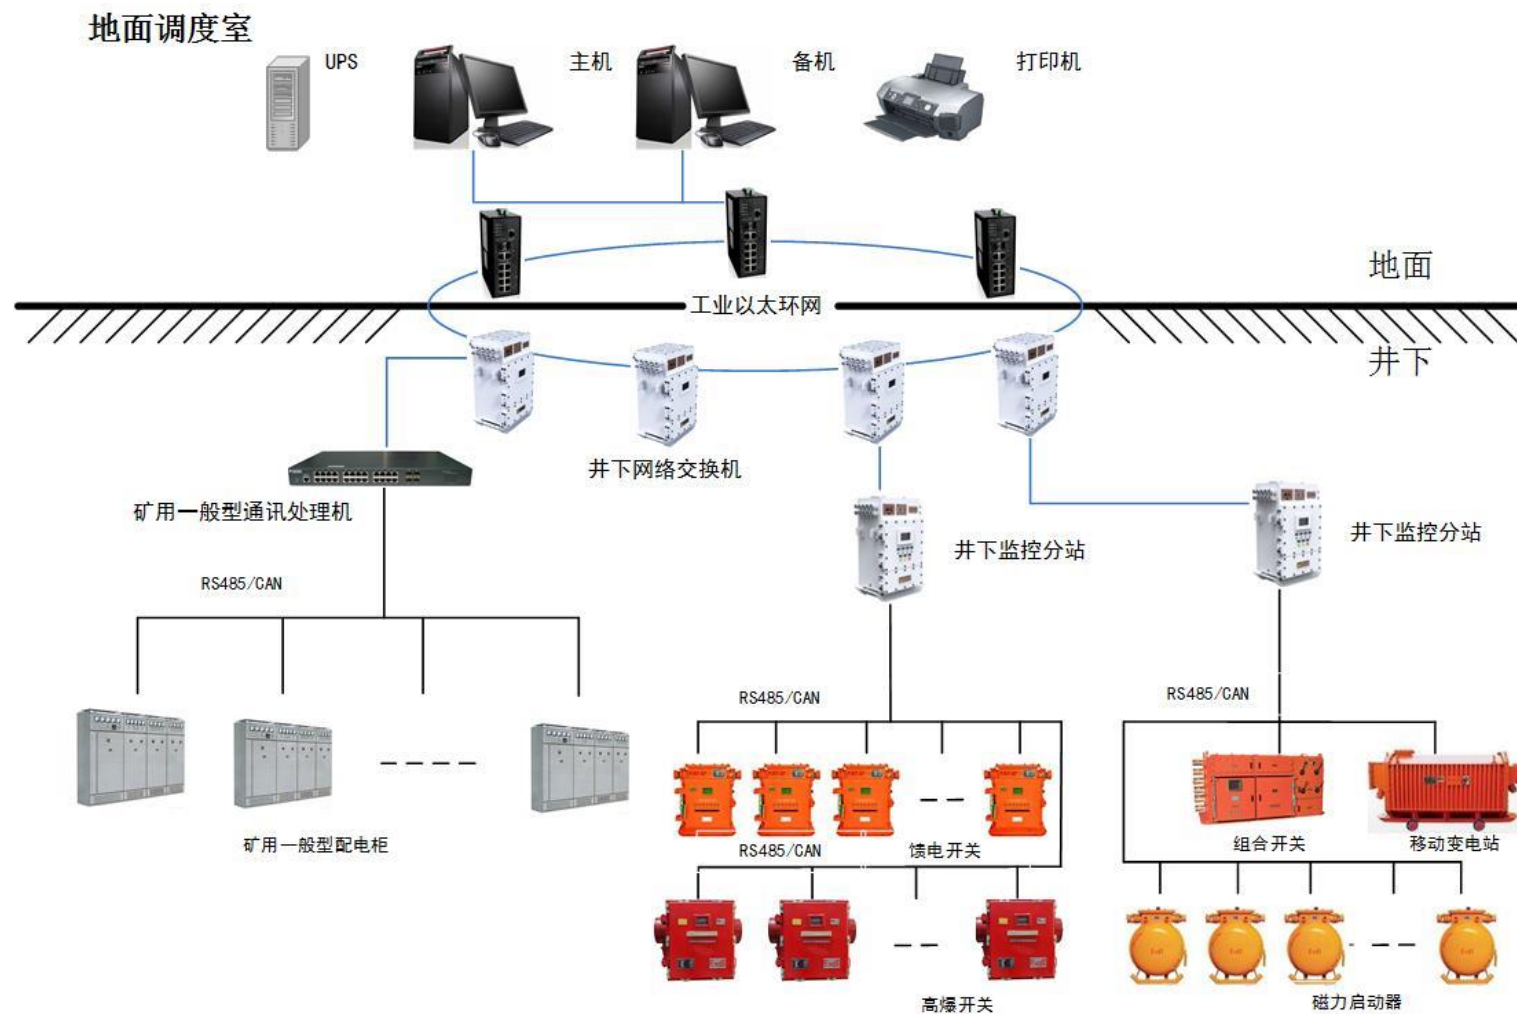 地面调度室
UPS
主机
备机
打印机
地面
工业以太环网
井下
井下网络交换机
矿用一般型通讯处理机
井下监控分站
井下监控分站
RS485/CAN
RS485/CAN
RS485/CAN
矿用一般型配电柜
RS485/CAN
馈电开关
组合开关
移动变电站
高爆开关
磁力启动器